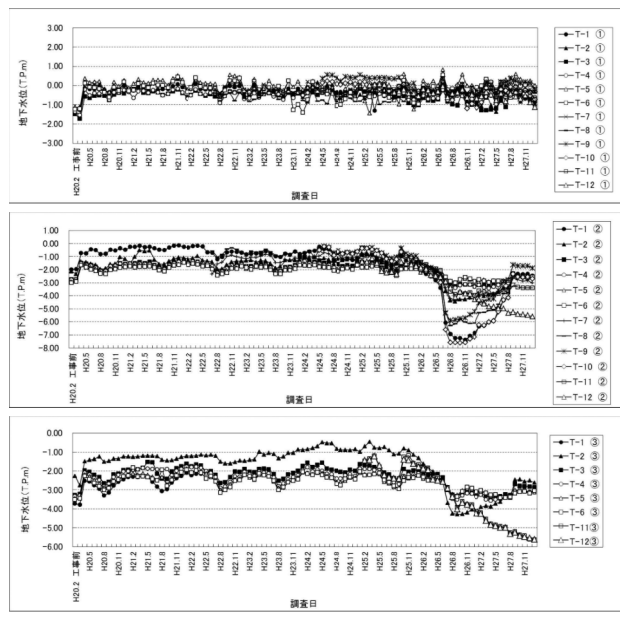 3.00
2.00
1.00
0.00
−1.00
−2.00
−3.00
地下水位(T.P.m)
H20.2 工事前
H20.5
H20.8
H20.11
H21.2
H21.5
H21.8
H21.11
H22.2
H22.5
H22.8
H22.11
H23.2
H23.5
H23.8
H23.11
H24.2
H24.5
H24.8
H24.11
H25.2
H25.5
H25.8
H25.11
H26.2
H26.5
H26.8
H26.11
H27.2
H27.5
H27.8
H27.11
調査日
T-1 ①
T-2 ①
T-3 ①
T-4 ①
T-5 ①
T-6 ①
T-7 ①
T-8 ①
T-9 ①
T-10 ①
T-11 ①
T-12 ①
1.00
0.00
−1.00
−2.00
−3.00
−4.00
−5.00
−6.00
−7.00
−8.00
地下水位(T.P.m)
H20.2 工事前
H20.5
H20.8
H20.11
H21.2
H21.5
H21.8
H21.11
H22.2
H22.5
H22.8
H22.11
H23.2
H23.5
H23.8
H23.11
H24.2
H24.5
H24.8
H24.11
H25.2
H25.5
H25.8
H25.11
H26.2
H26.5
H26.8
H26.11
H27.2
H27.5
H27.8
H27.11
調査日
T-1 ②
T-2 ②
T-3 ②
T-4 ②
T-5 ②
T-6 ②
T-7 ②
T-8 ②
T-9 ②
T-10 ②
T-11 ②
T-12 ②
0.00
−1.00
−2.00
−3.00
−4.00
−5.00
−6.00
地下水位(T.P.m)
H20.2 工事前
H20.5
H20.8
H20.11
H21.2
H21.5
H21.8
H21.11
H22.2
H22.5
H22.8
H22.11
H23.2
H23.5
H23.8
H23.11
H24.2
H24.5
H24.8
H24.11
H25.2
H25.5
H25.8
H25.11
H26.2
H26.5
H26.8
H26.11
H27.2
H27.5
H27.8
H27.11
調査日
T-1 ③
T-2 ③
T-3 ③
T-4 ③
T-5 ③
T-6 ③
T-11③
T-12③